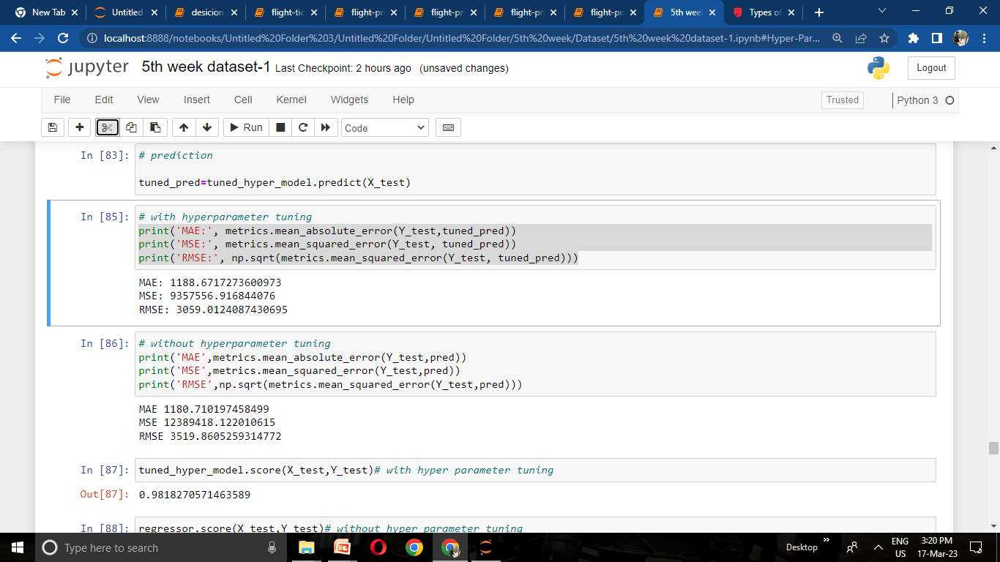 New Tab
Untitled
desicion
flight-tic
flight-pr
flight-pr
flight-pr
flight-pr
5th wee
Types of
localhost:8888/notebooks/Untitled%20Folder%203/Untitled%20Folder/Untitled%20Folder/5th%20week/Dataset/5th%20week%20dataset-1.ipynb#Hyper-Par...
jupyter 5th week dataset-1 Last Checkpoint: 2 hours ago (unsaved changes)
Logout
File Edit View Insert Cell Kernel Widgets Help
Trusted
Python 3
Run
Code
In [83]: # prediction
tuned_pred=tuned_hyper_model.predict(X_test)
In [85]: # with hyperparameter tuning
print('MAE:', metrics.mean_absolute_error(Y_test,tuned_pred))
print('MSE:', metrics.mean_squared_error(Y_test, tuned_pred))
print('RMSE:', np.sqrt(metrics.mean_squared_error(Y_test, tuned_pred)))
MAE: 1188.6717273600973
MSE: 9357556.916844076
RMSE: 3059.0124087430695
In [86]: # without hyperparameter tuning
print('MAE',metrics.mean_absolute_error(Y_test,pred))
print('MSE',metrics.mean_squared_error(Y_test,pred))
print('RMSE',np.sqrt(metrics.mean_squared_error(Y_test,pred)))
MAE 1180.710197458499
MSE 12389418.122010615
RMSE 3519.8605259314772
In [87]: tuned_hyper_model.score(X_test,Y_test)# with hyper parameter tuning
Out[87]: 0.9818270571463589
In [88]: regressor.score(X_test,Y_test)# without hyper parameter tuning
Type here to search
Desktop
ENG
US
3:20 PM
17-Mar-23